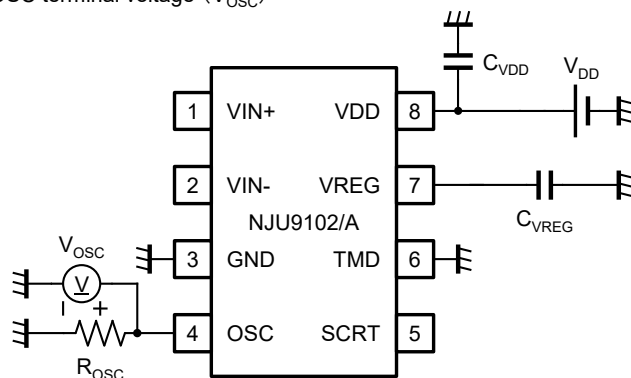 OSC terminal voltage (VOSC)
CVDD
VDD
1 VIN+ VDD 8
2 VIN- VREG 7
NJU9102/A
CVREG
VOSC
3 GND TMD 6
V
− +
4 OSC SCRT 5
ROSC